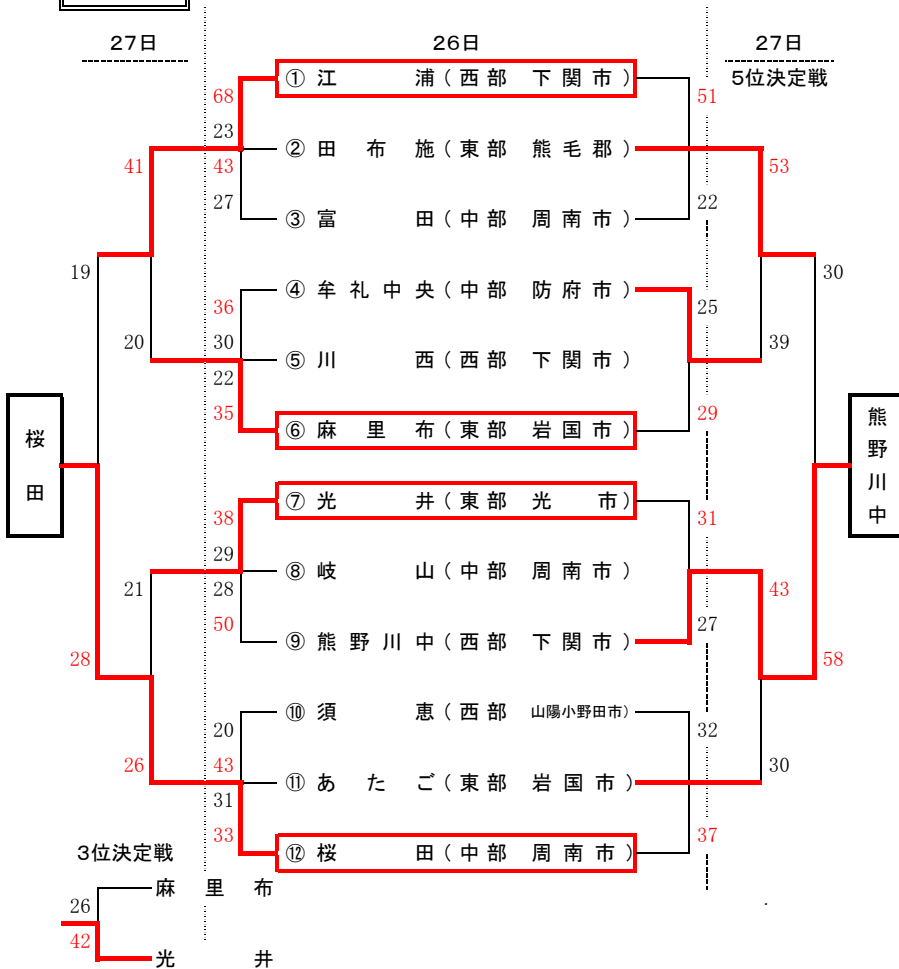 27日 26日 27日
5位決定戦
① 江浦(西部 下関市)
68 51
23
② 田布施(東部 熊毛郡)
41 43 53
27 22
③ 富田(中部 周南市)
19 30
④ 牟礼中央(中部 防府市)
36 25
20 30 39
⑤ 川西(西部 下関市)
22
35 29
⑥ 麻里布(東部 岩国市)
桜田 熊野川中
⑦ 光井(東部 光市)
38 31
29
⑧ 岐山(中部 周南市)
21 28 43
50 27
⑨ 熊野川中(西部 下関市)
28 58
⑩ 須恵(西部 山陽小野田市)
20 32
26 43 30
⑪ あたご(東部 岩国市)
31
33 37
⑫ 桜田(中部 周南市)
3位決定戦
麻里布
26
42
光井